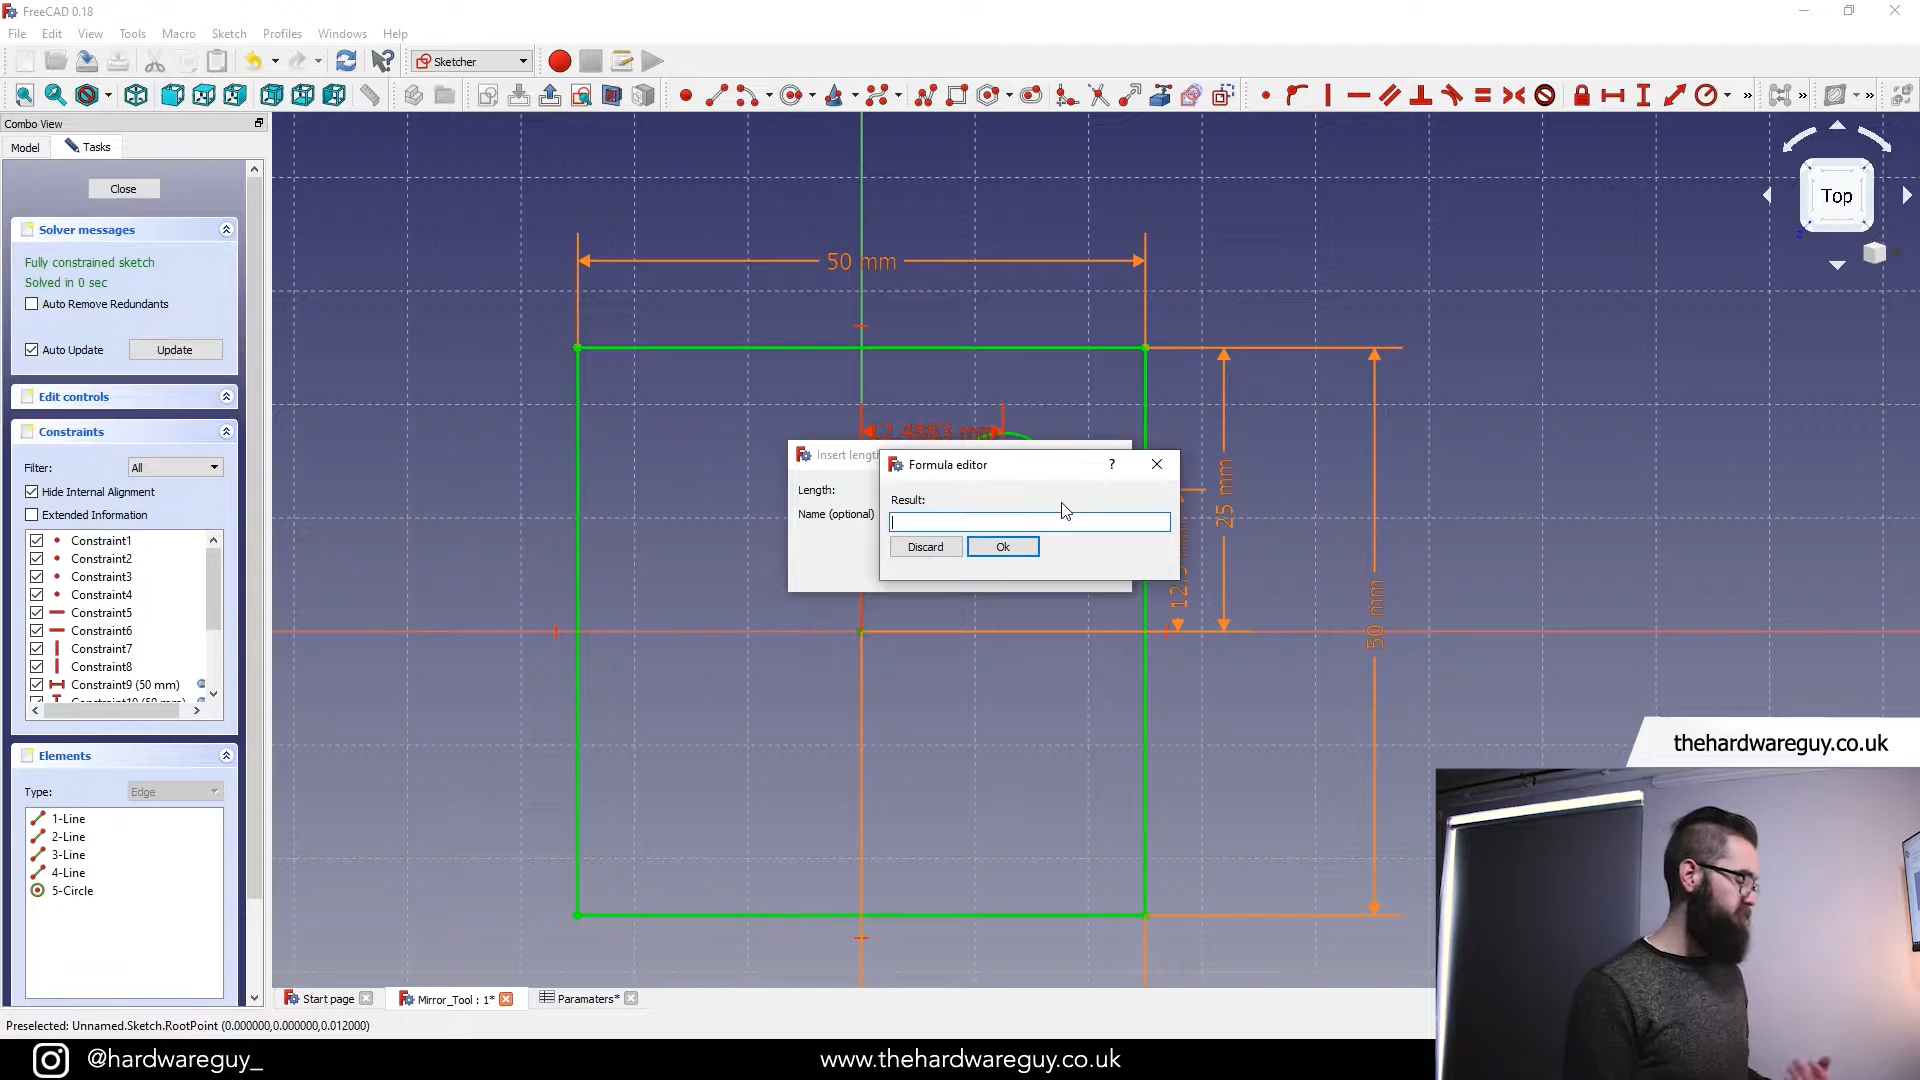 FreeCAD 0.18
File Edit View Tools Macro Sketch Profiles Windows Help
Sketcher
Combo View
Model Tasks
Close
Solver messages
Fully constrained sketch
Solved in 0 sec
Auto Remove Redundants
Auto Update Update
Edit controls
Constraints
Filter: All
Hide Internal Alignment
Extended Information
Constraint1
Constraint2
Constraint3
Constraint4
Constraint5
Constraint6
Constraint7
Constraint8
Constraint9 (50 mm)
Constraint10 (50 mm)
Elements
Type: Edge
1-Line
2-Line
3-Line
4-Line
5-Circle
50 mm
12.4883 mm
25 mm
50 mm
Top
Insert length
Length:
Name (optional)
Formula editor
?
Result:
Discard Ok
Start page
Mirror_Tool : 1*
Paramaters*
Preselected: Unnamed.Sketch.RootPoint (0.000000,0.000000,0.012000)
thehardwareguy.co.uk
@hardwareguy_
www.thehardwareguy.co.uk